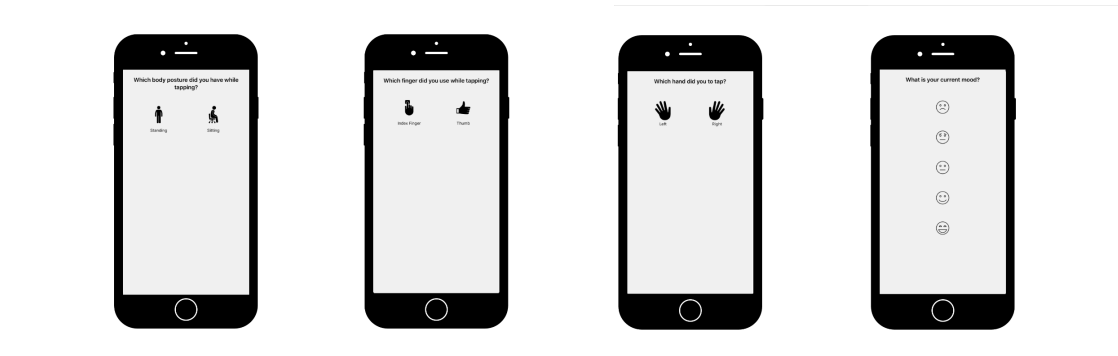 Which body posture did you have while
tapping?
Standing
Sitting
Which finger did you use while tapping?
Index Finger
Thumb
Which hand did you to tap?
Left
Right
What is your current mood?